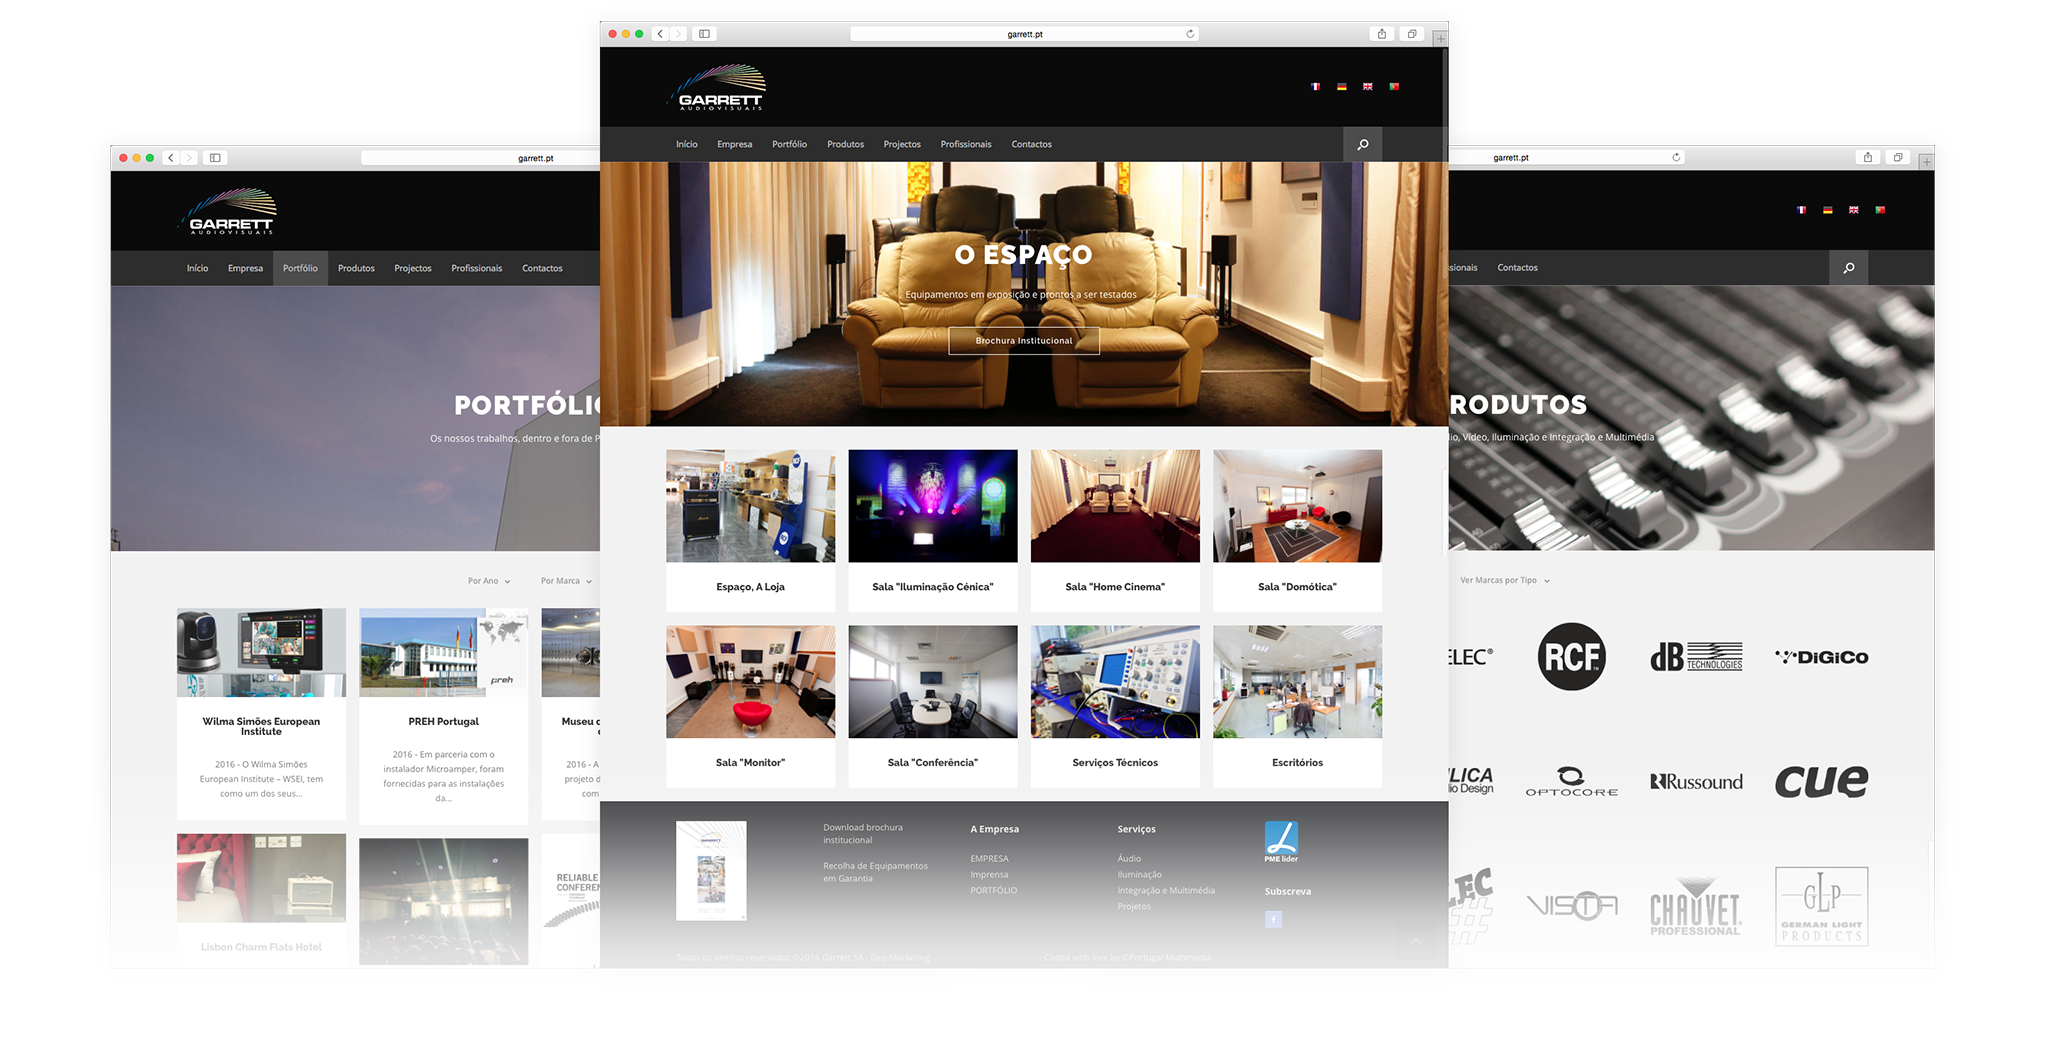 garrett.pt
GARRETT
AUDIOVISUAIS
Início Empresa Portfólio Produtos Projectos Profissionais Contactos
O ESPAÇO
Equipamentos em exposição e prontos a ser testados
Brochura Institucional
Espaço, A Loja
Sala "Iluminação Cénica"
Sala "Home Cinema"
Sala "Domótica"
Sala "Monitor"
Sala "Conferência"
Serviços Técnicos
Escritórios
Download brochura
institucional
Recolha de Equipamentos
em Garantia
A Empresa
EMPRESA
Imprensa
PORTFÓLIO
Serviços
Áudio
Iluminação
Integração e Multimédia
Projetos
PME líder
Subscreva
Todos os direitos reservados ©2016 Garrett SA - Dep Marketing
Coded with love by ©Portugal Multimedia
garrett.pt
GARRETT
AUDIOVISUAIS
Início Empresa Portfólio Produtos Projectos Profissionais Contactos
PORTFÓLIO
Os nossos trabalhos, dentro e fora de P
Por Ano
Por Marca
Wilma Simões European
Institute
2016 - O Wilma Simões
European Institute – WSEI, tem
como um dos seus...
preh
PREH Portugal
2016 - Em parceria com o
instalador Microamper, foram
fornecidas para as instalações
da...
Museu d
2016 - A
projeto d
com
Lisbon Charm Flats Hotel
RELIABLE
CONFEREN
garrett.pt
ssionais Contactos
RODUTOS
io, Vídeo, Iluminação e Integração e Multimédia
Ver Marcas por Tipo
ELEC®
RCF
dB TECHNOLOGIES
DiGiCo
LICA
io Design
OPTOCORE
Russound
cue
LEC
VISTA
CHAUVET®
PROFESSIONAL
GLP
GERMAN LIGHT
PRODUCTS